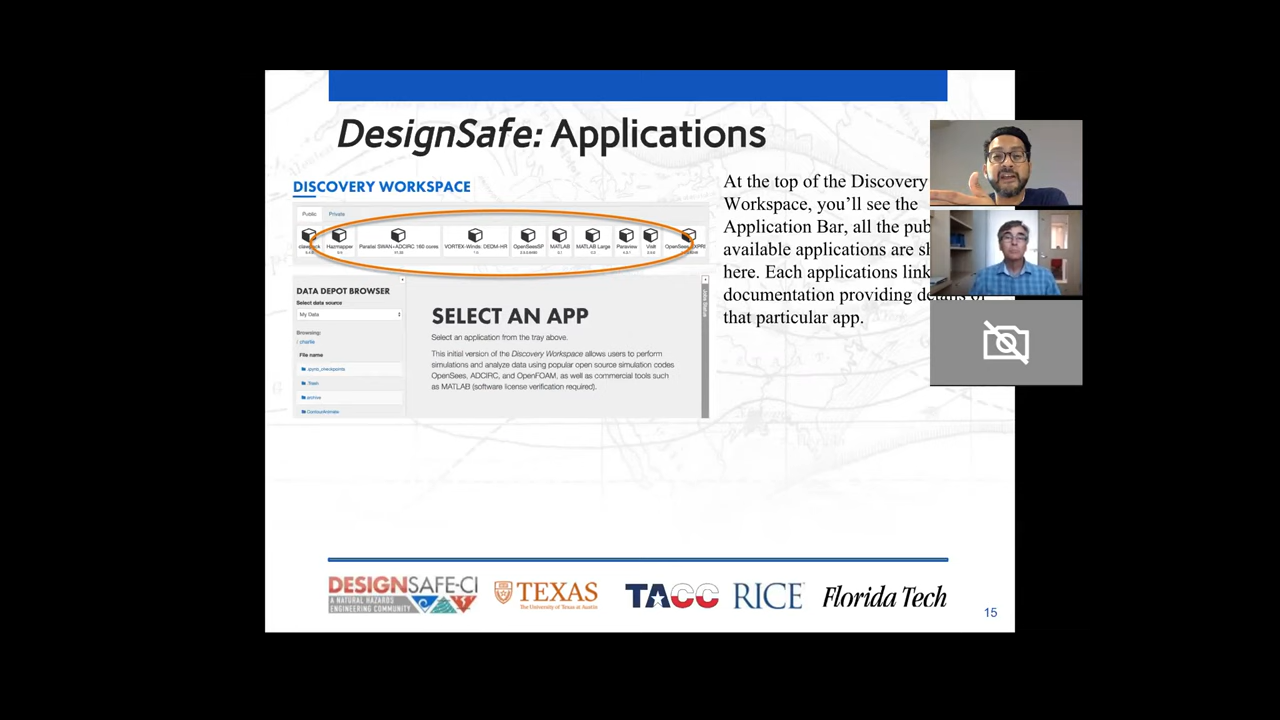 DesignSafe: Applications
DISCOVERY WORKSPACE
Public Private
Hazmapper Parallel SWAN+ADCIRC 160 cores VORTEX-Winds: DEDM-HR OpenSeesSP MATLAB MATLAB Large Paraview VisIt
DATA DEPOT BROWSER
Select data source
My Data
Browsing:
File name
.ipynb_checkpoints
.Trash
archive
SELECT AN APP
Select an application from the tray above.
This initial version of the Discovery Workspace allows users to perform
simulations and analyze data using popular open source simulation codes
OpenSees, ADCIRC, and OpenFOAM, as well as commercial tools such
as MATLAB (software license verification required).
Jobs Status
At the top of the Discovery
Workspace, you’ll see the
Application Bar, all the
available applications are
here. Each applications link
documentation providing
that particular app.
DESIGNSAFE-CI
A NATURAL HAZARDS
ENGINEERING COMMUNITY
TEXAS
The University of Texas at Austin
TACC
RICE
Florida Tech
15